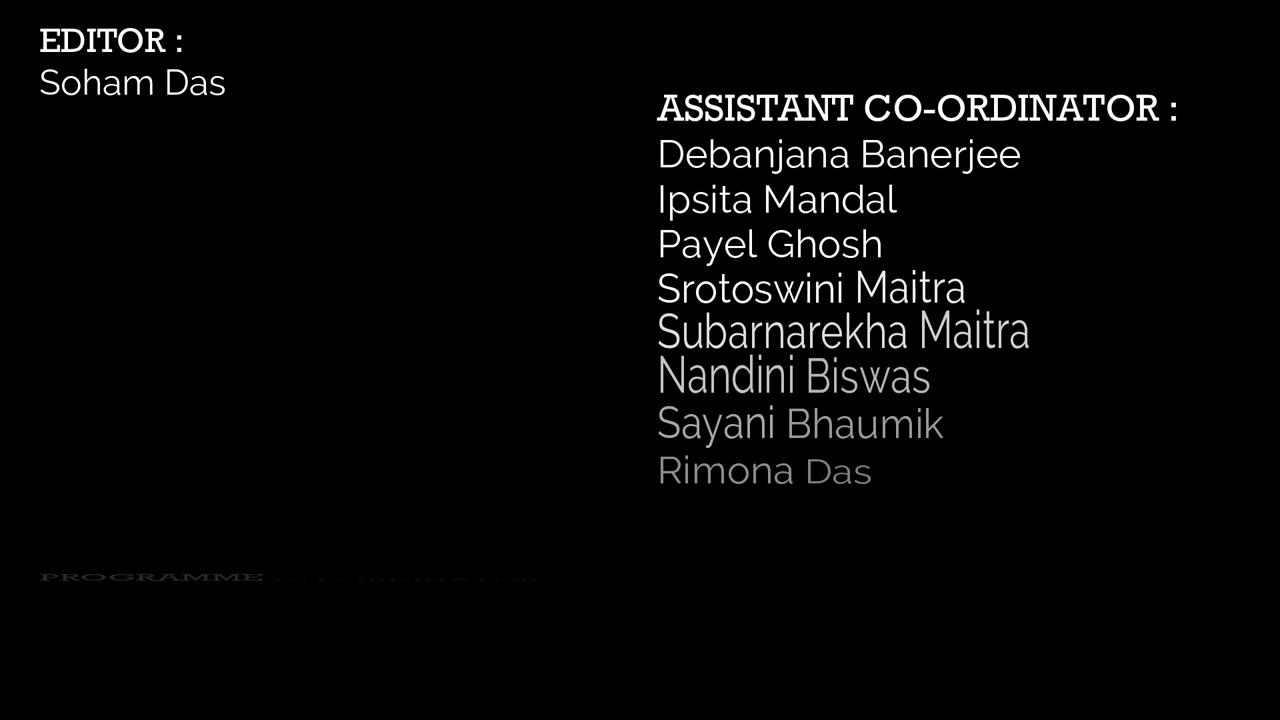 EDITOR :
Soham Das
ASSISTANT CO-ORDINATOR :
Debanjana Banerjee
Ipsita Mandal
Payel Ghosh
Srotoswini Maitra
Subarnarekha Maitra
Nandini Biswas
Sayani Bhaumik
Rimona Das
PROGRAMME